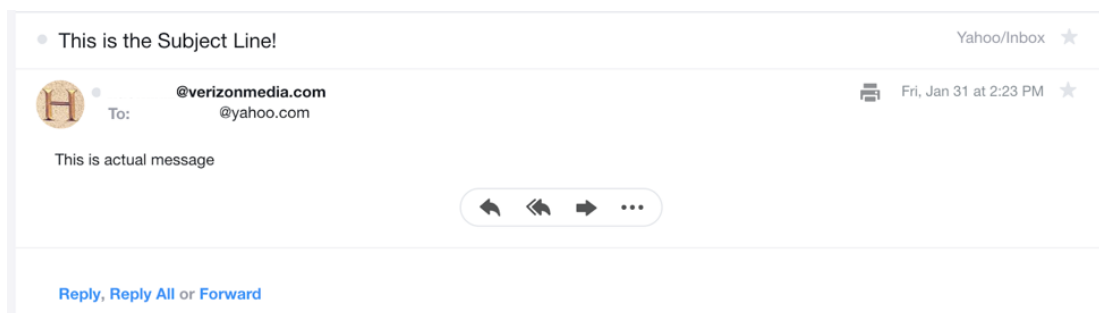 This is the Subject Line!
Yahoo/Inbox
H
@verizonmedia.com
Fri, Jan 31 at 2:23 PM
To: @yahoo.com
This is actual message
Reply, Reply All or Forward